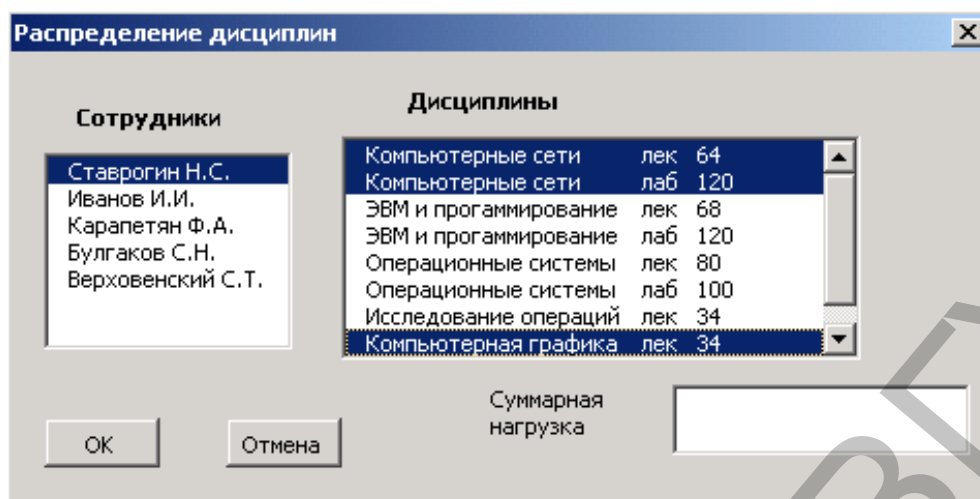 Распределение дисциплин
Сотрудники
Дисциплины
Ставрогин Н.С.
Иванов И.И.
Карапетян Ф.А.
Булгаков С.Н.
Верховенский С.Т.
Компьютерные сети лек 64
Компьютерные сети лаб 120
ЭВМ и прогаммирование лек 68
ЭВМ и прогаммирование лаб 120
Операционные системы лек 80
Операционные системы лаб 100
Исследование операций лек 34
Компьютерная графика лек 34
Суммарная
нагрузка
OK
Отмена